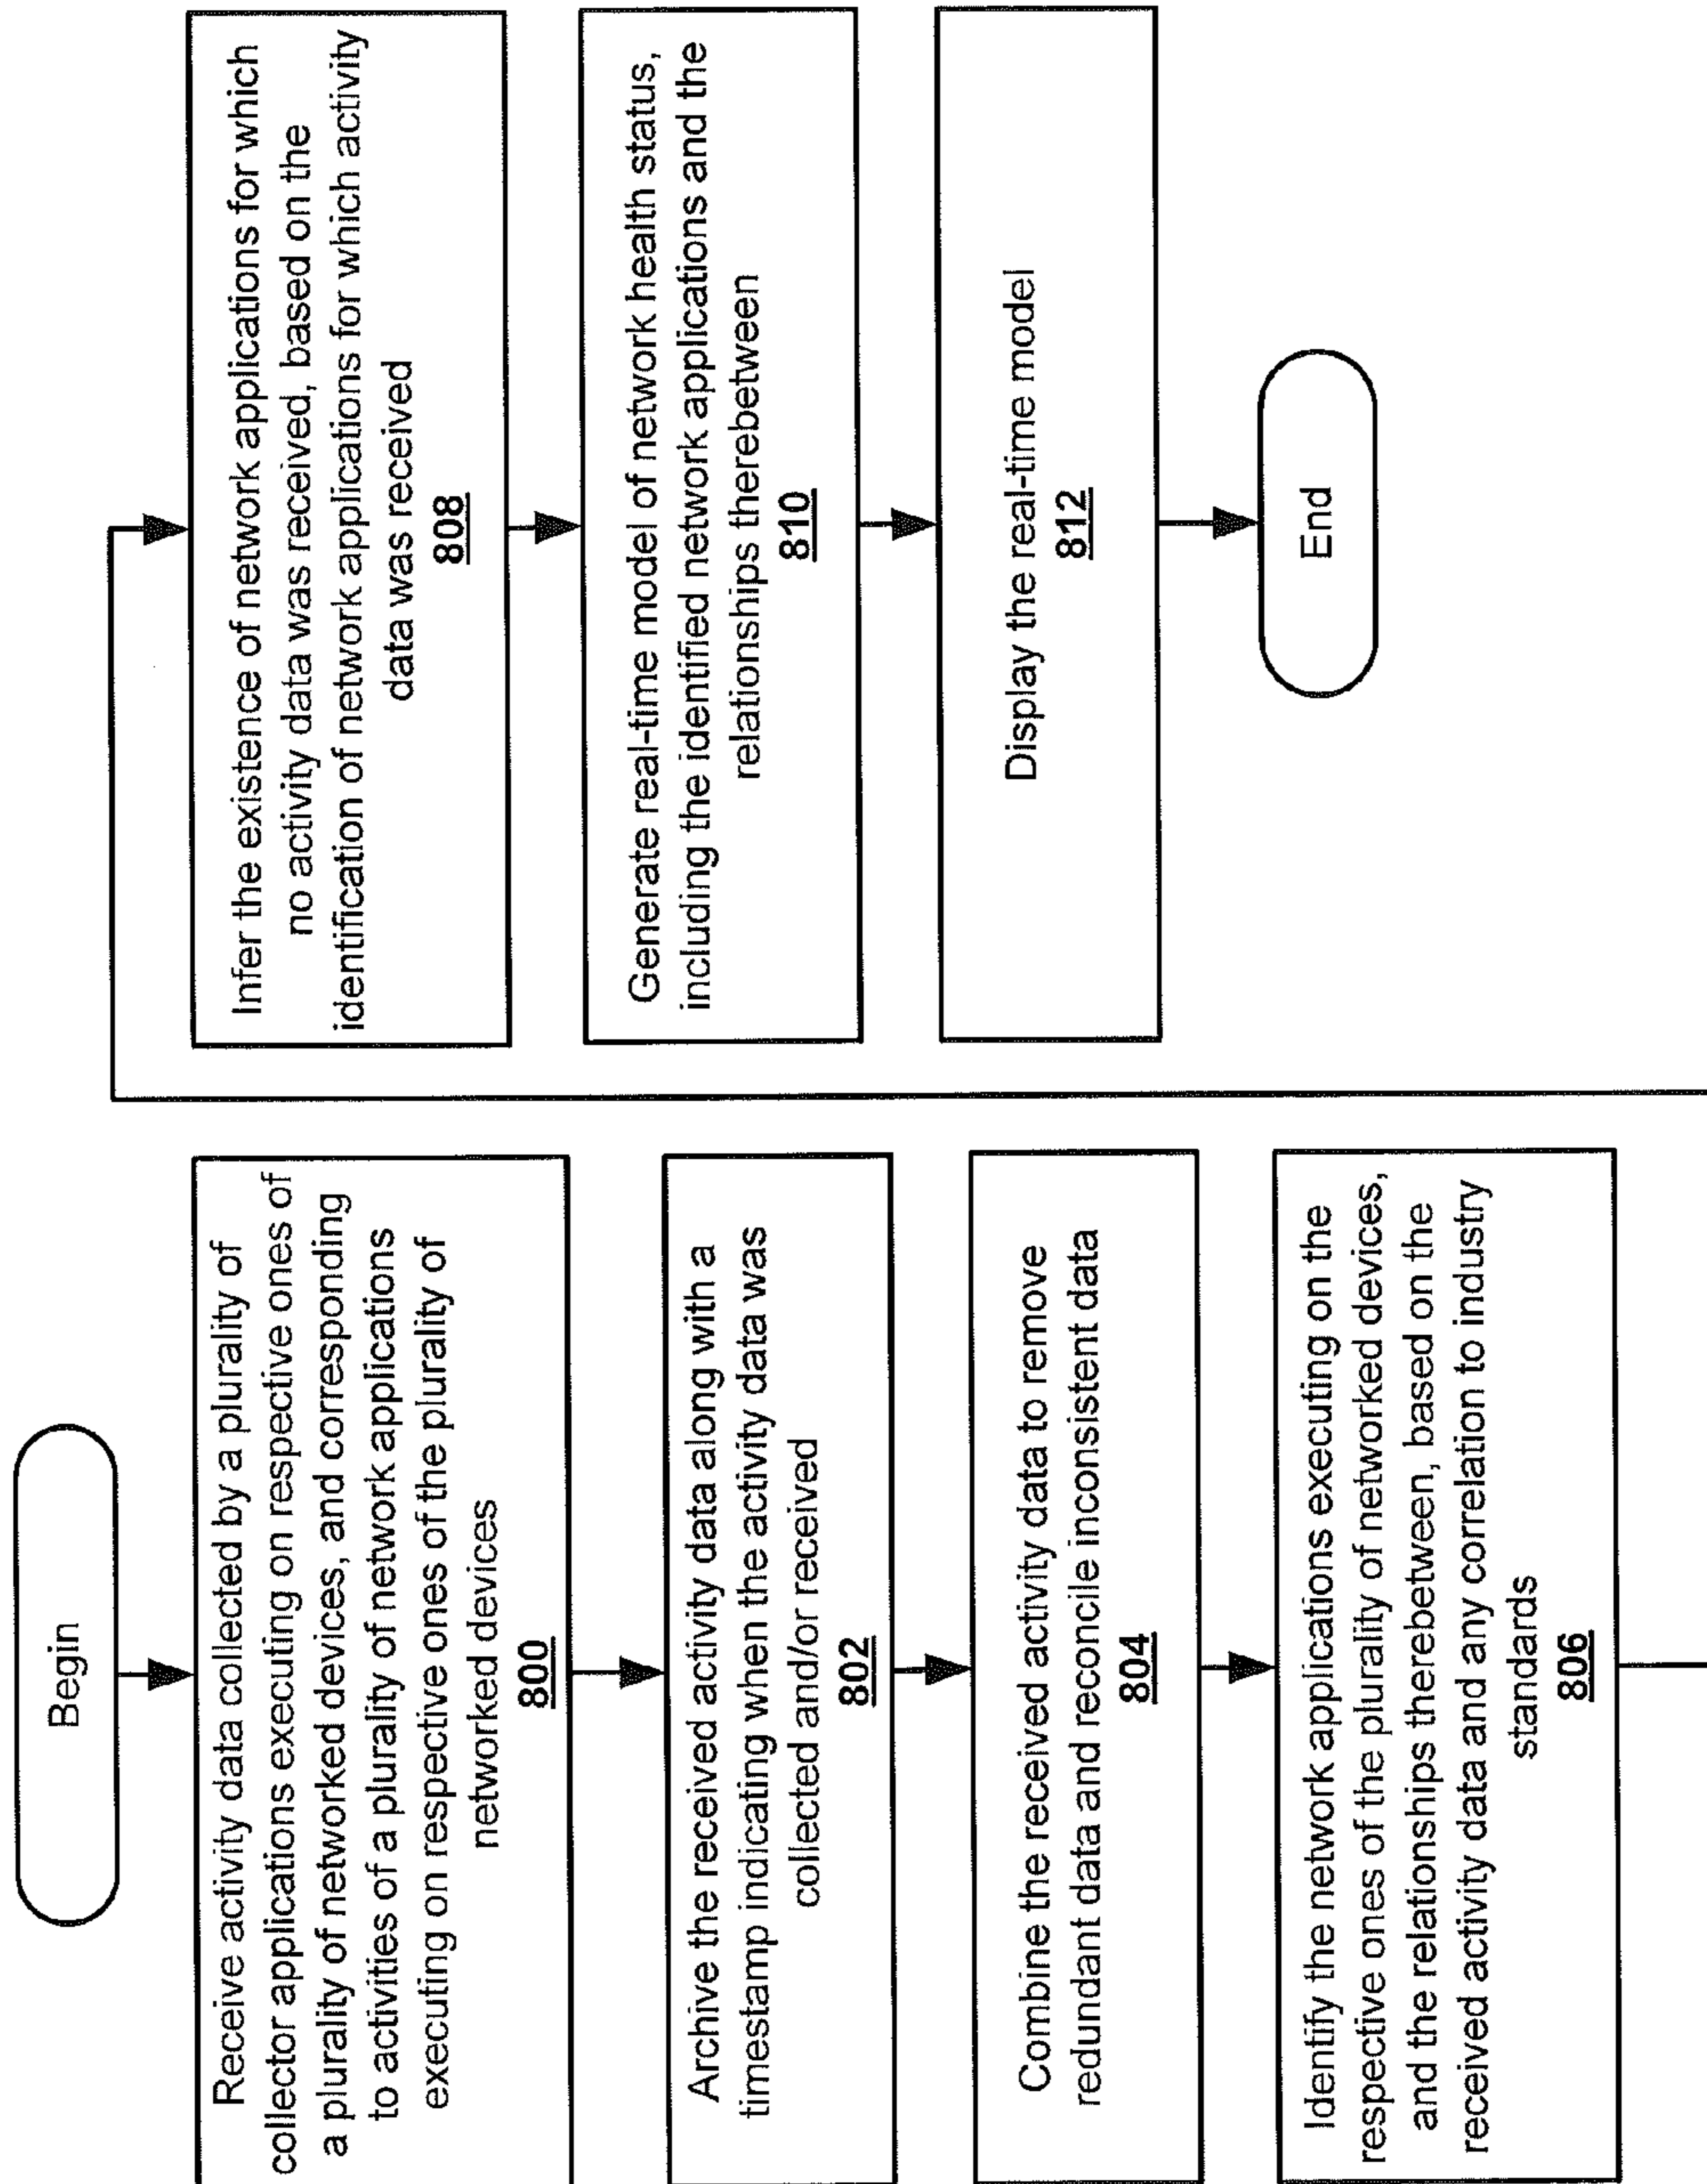 Begin
Receive activity data collected by a plurality of
collector applications executing on respective ones of
a plurality of networked devices, and corresponding
to activities of a plurality of network applications
executing on respective ones of the plurality of
networked devices
800
Archive the received activity data along with a
timestamp indicating when the activity data was
collected and/or received
802
Combine the received activity data to remove
redundant data and reconcile inconsistent data
804
Identify the network applications executing on the
respective ones of the plurality of networked devices,
and the relationships therebetween, based on the
received activity data and any correlation to industry
standards
806
Infer the existence of network applications for which
no activity data was received, based on the
identification of network applications for which activity
data was received
808
Generate real-time model of network health status,
including the identified network applications and the
relationships therebetween
810
Display the real-time model
812
End